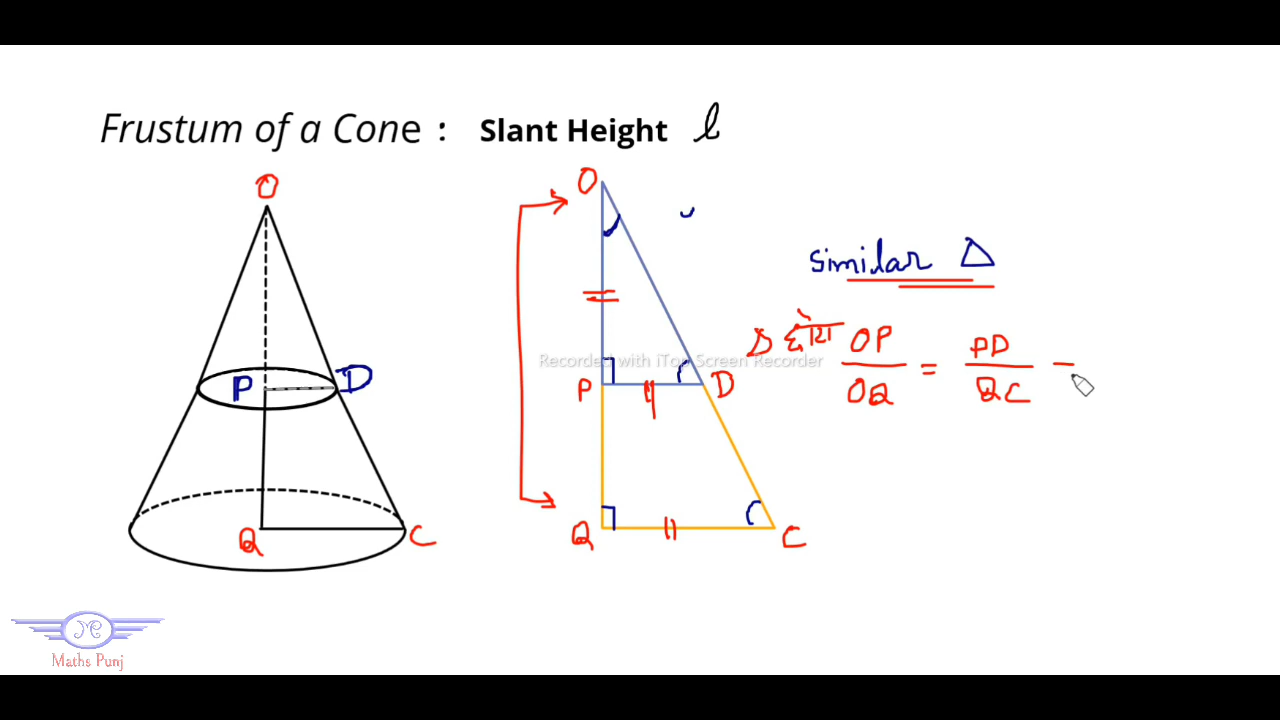 Frustum of a Cone : Slant Height l
O
P D
Q C
O
P D
Q C
Similar Δ
Δ OP/OQ = PD/QC =
Recorded with iTop Screen Recorder
Maths Punj